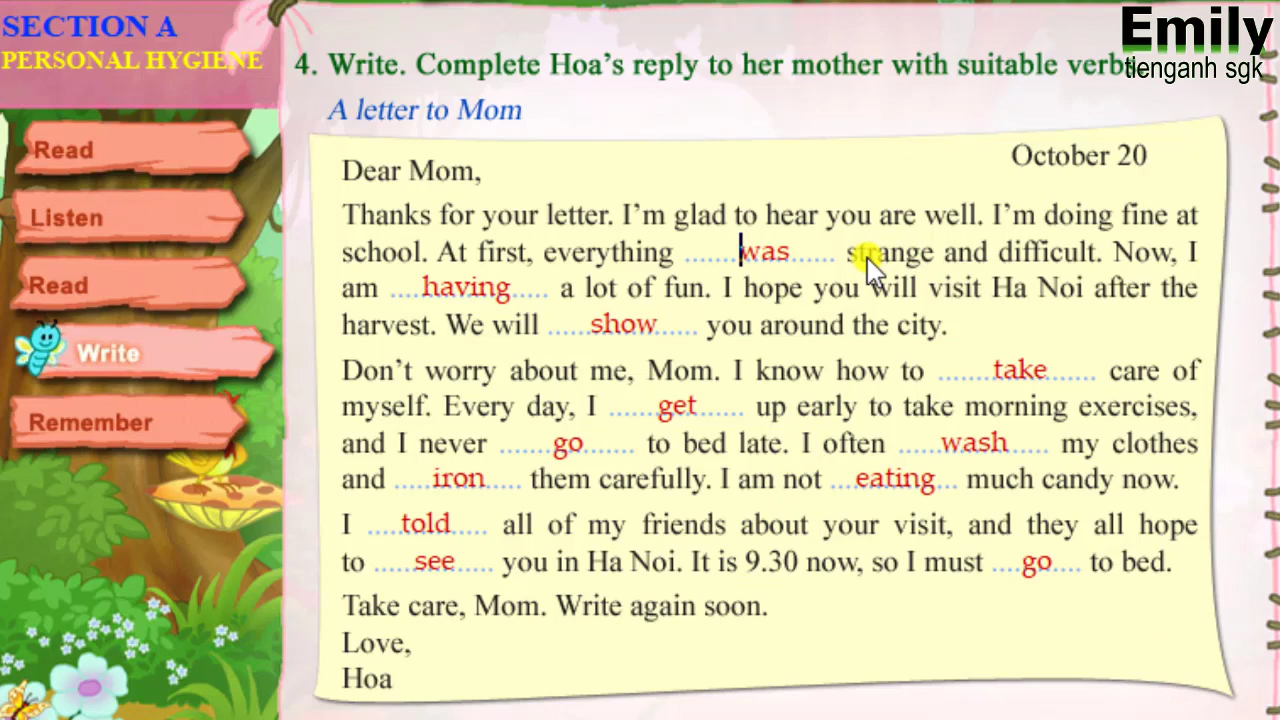 SECTION A
PERSONAL HYGIENE
Emily
tienganh sgk
4. Write. Complete Hoa's reply to her mother with suitable verbs.
A letter to Mom
Read
Listen
Read
Write
Remember
October 20
Dear Mom,
Thanks for your letter. I'm glad to hear you are well. I'm doing fine at
school. At first, everything .......was...... strange and difficult. Now, I
am ....having..... a lot of fun. I hope you will visit Ha Noi after the
harvest. We will ......show..... you around the city.
Don't worry about me, Mom. I know how to ........take....... care of
myself. Every day, I .......get....... up early to take morning exercises,
and I never .......go....... to bed late. I often ......wash...... my clothes
and .....iron..... them carefully. I am not ...eating... much candy now.
I .....told..... all of my friends about your visit, and they all hope
to ......see...... you in Ha Noi. It is 9.30 now, so I must ....go.... to bed.
Take care, Mom. Write again soon.
Love,
Hoa